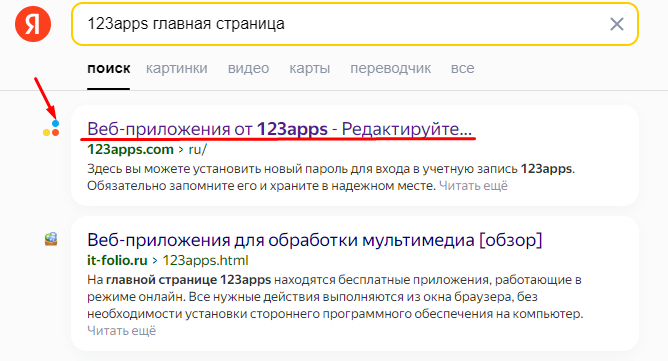 Я
123apps главная страница
поиск картинки видео карты переводчик все
Веб-приложения от 123apps - Редактируйте...
123apps.com › ru/
Здесь вы можете установить новый пароль для входа в учетную запись 123apps.
Обязательно запомните его и храните в надежном месте. Читать ещё
Веб-приложения для обработки мультимедиа [обзор]
it-folio.ru › 123apps.html
На главной странице 123apps находятся бесплатные приложения, работающие в
режиме онлайн. Все нужные действия выполняются из окна браузера, без
необходимости установки стороннего программного обеспечения на компьютер.
Читать ещё